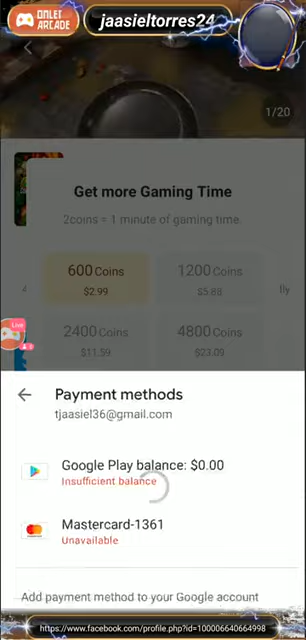 OMLET
ARCADE
jaasieltorres24
1/20
Get more Gaming Time
2coins = 1 minute of gaming time.
600 Coins
$2.99
1200 Coins
$5.88
lly
2400 Coins
$11.59
4800 Coins
$23.09
Live
Payment methods
tjaasiel36@gmail.com
Google Play balance: $0.00
Insufficient balance
Mastercard-1361
Unavailable
Add payment method to your Google account
https://www.facebook.com/profile.php?id=100006640664998